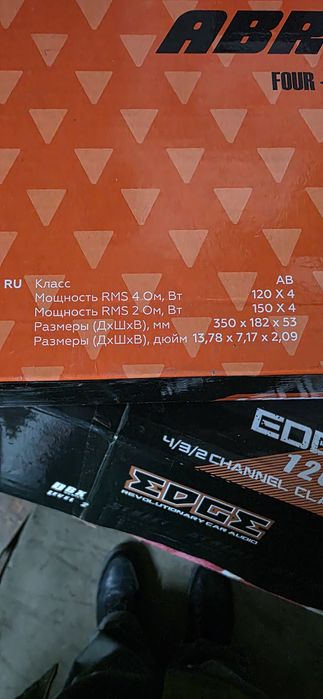 ABR
FOUR -
RU Класс AB
Мощность RMS 4 Ом, Вт 120 X 4
Мощность RMS 2 Ом, Вт 150 X 4
Размеры (ДхШхВ), мм 350 x 182 x 53
Размеры (ДхШхВ), дюйм 13,78 x 7,17 x 2,09
EDG
4/3/2 CHANNEL CLA
EDGE
REVOLUTIONARY CAR AUDIO